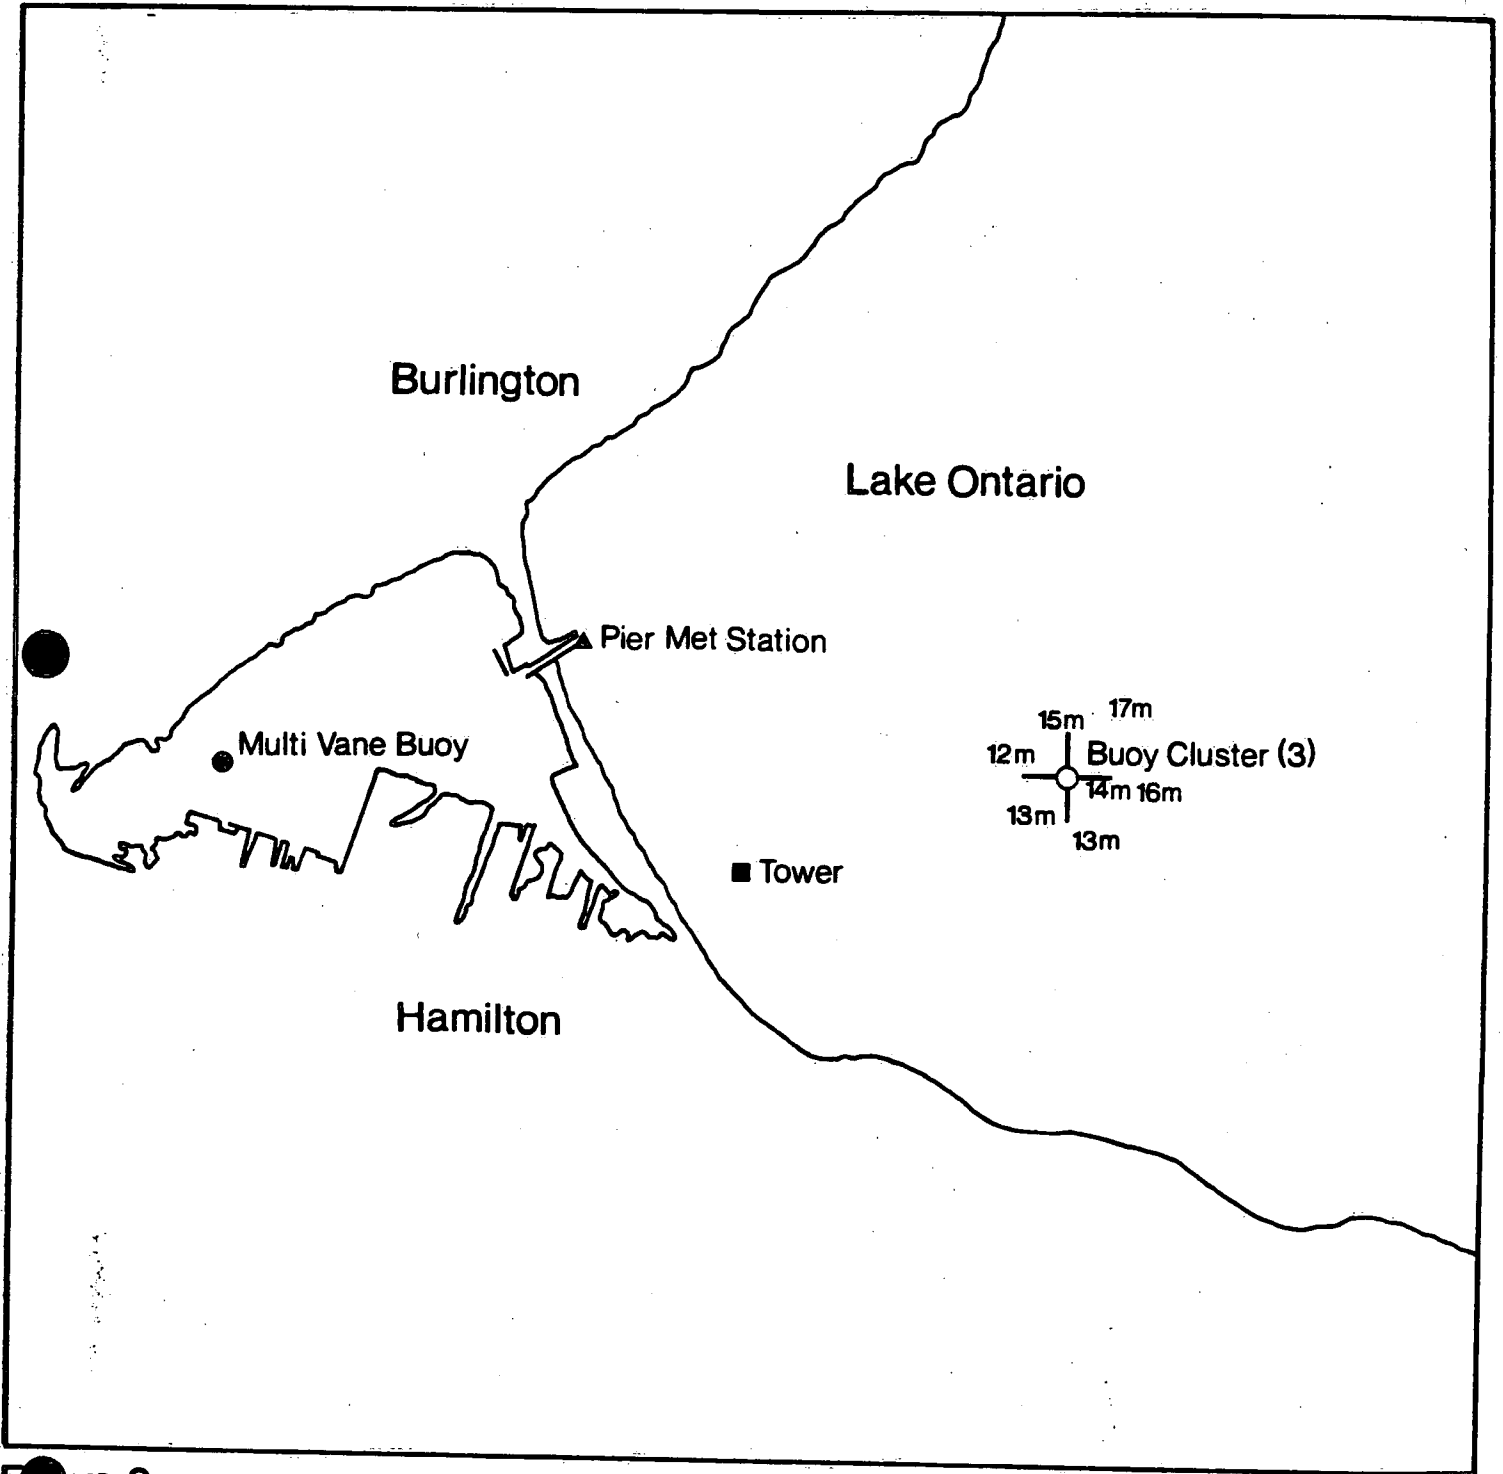 Burlington
Lake Ontario
Pier Met Station
Multi Vane Buoy
15m 17m
12m Buoy Cluster (3)
14m 16m
13m
13m
Tower
Hamilton